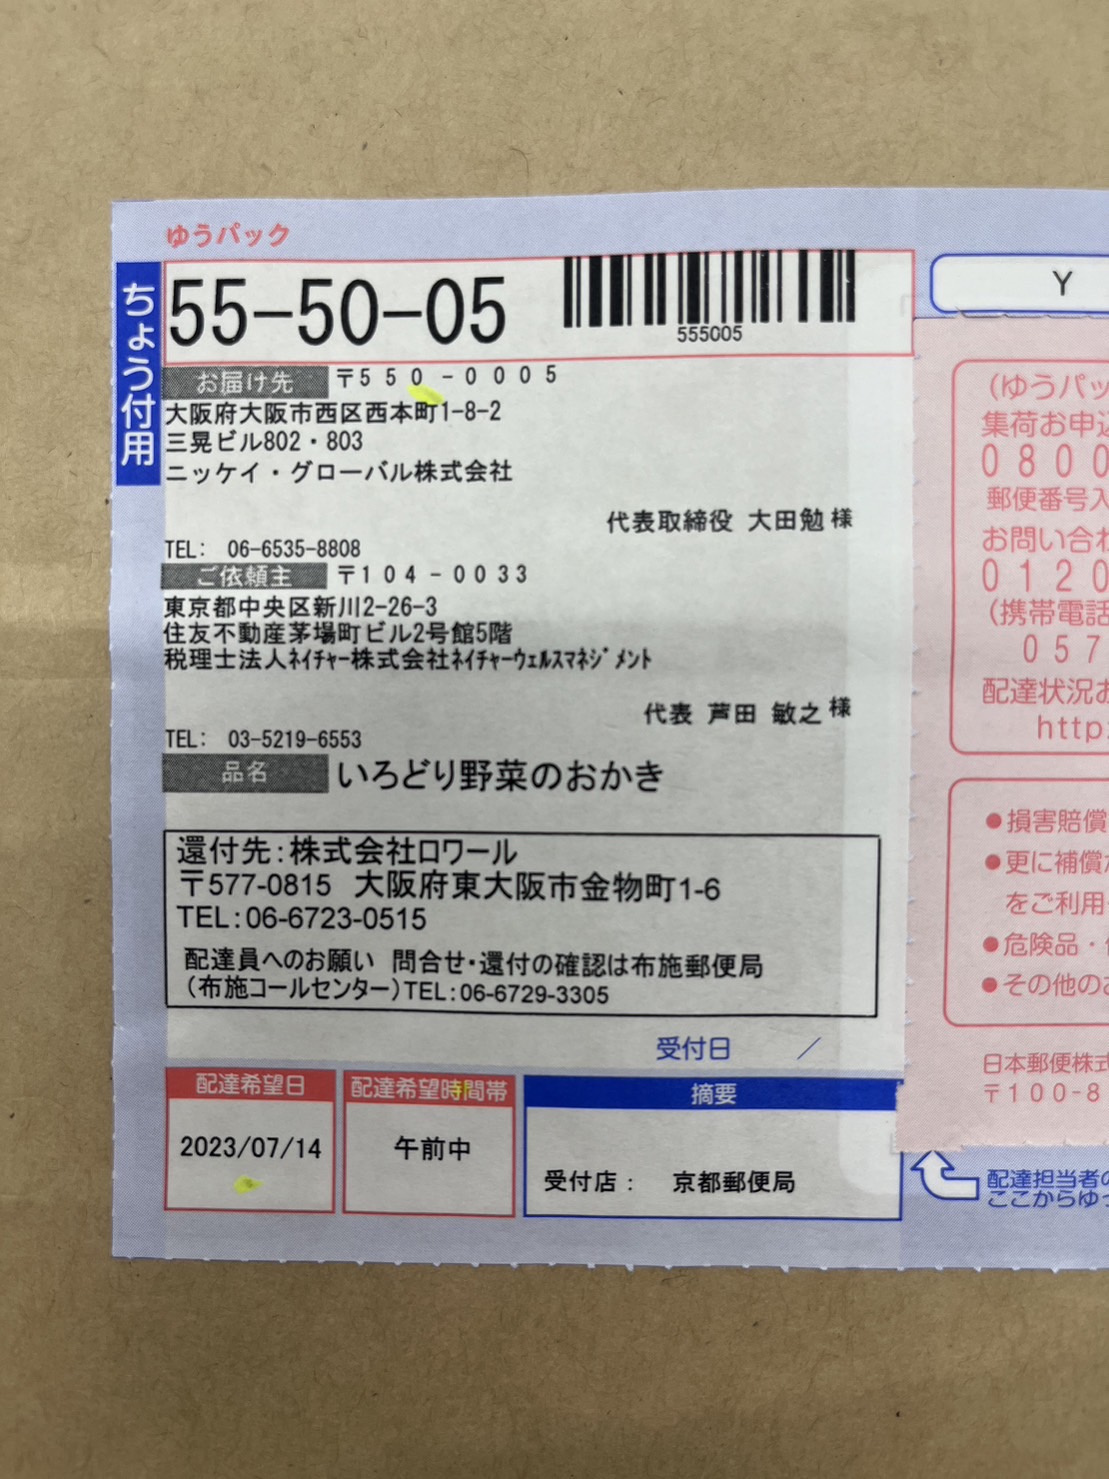 ゆうパック
ちょう付用
55-50-05
555005
お届け先 〒550-0005
大阪府大阪市西区西本町1-8-2
三晃ビル802・803
ニッケイ・グローバル株式会社
代表取締役 大田勉様
TEL: 06-6535-8808
ご依頼主 〒104-0033
東京都中央区新川2-26-3
住友不動産茅場町ビル2号館5階
税理士法人ﾈｲﾁｬｰ株式会社ﾈｲﾁｬｰｳｪﾙｽﾏﾈｼﾞﾒﾝﾄ
代表 芦田 敏之様
TEL: 03-5219-6553
品名 いろどり野菜のおかき
還付先:株式会社ロワール
〒577-0815 大阪府東大阪市金物町1-6
TEL:06-6723-0515
配達員へのお願い 問合せ・還付の確認は布施郵便局
(布施コールセンター)TEL:06-6729-3305
受付日 /
配達希望日 配達希望時間帯 摘要
2023/07/14 午前中
受付店: 京都郵便局
Y
(ゆうパッ
集荷お申込
0800
郵便番号入
お問い合わ
0120
(携帯電話
057
配達状況お
http:
●損害賠償
●更に補償が
をご利用
●危険品・
●その他のお
日本郵便株式
〒100-8
配達担当者の
ここからゆっ